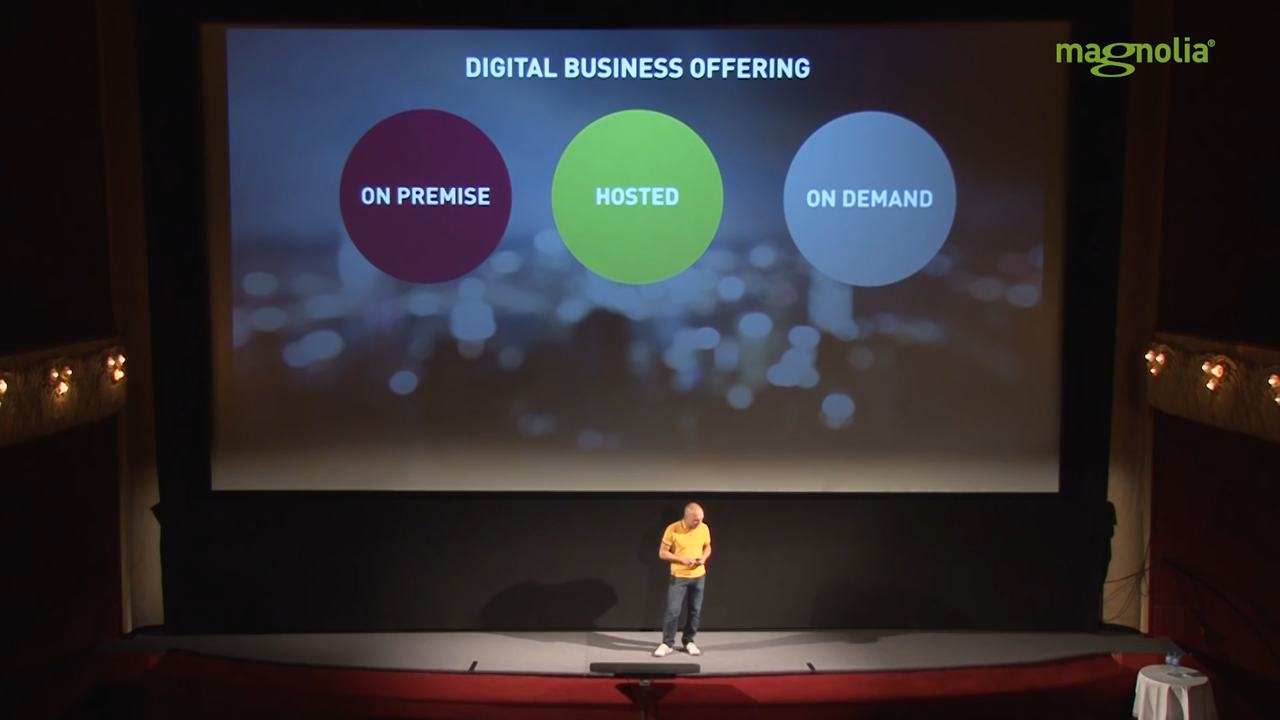 magnolia®
DIGITAL BUSINESS OFFERING
ON PREMISE
HOSTED
ON DEMAND